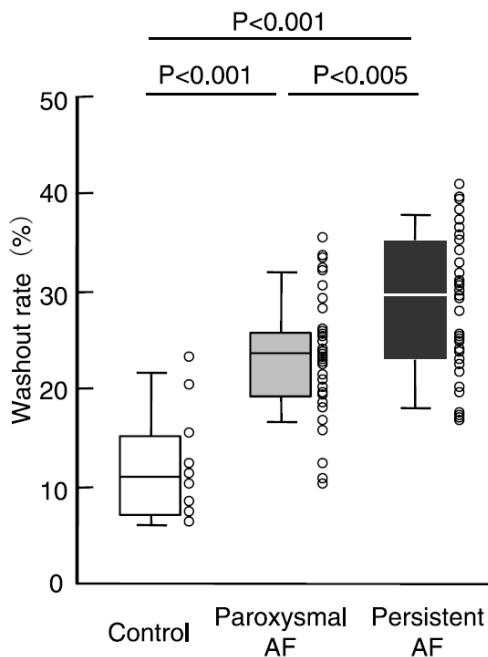 P<0.001
P<0.001 P<0.005
50
40
30
20
10
0
Washout rate (%)
Control
Paroxysmal AF
Persistent AF